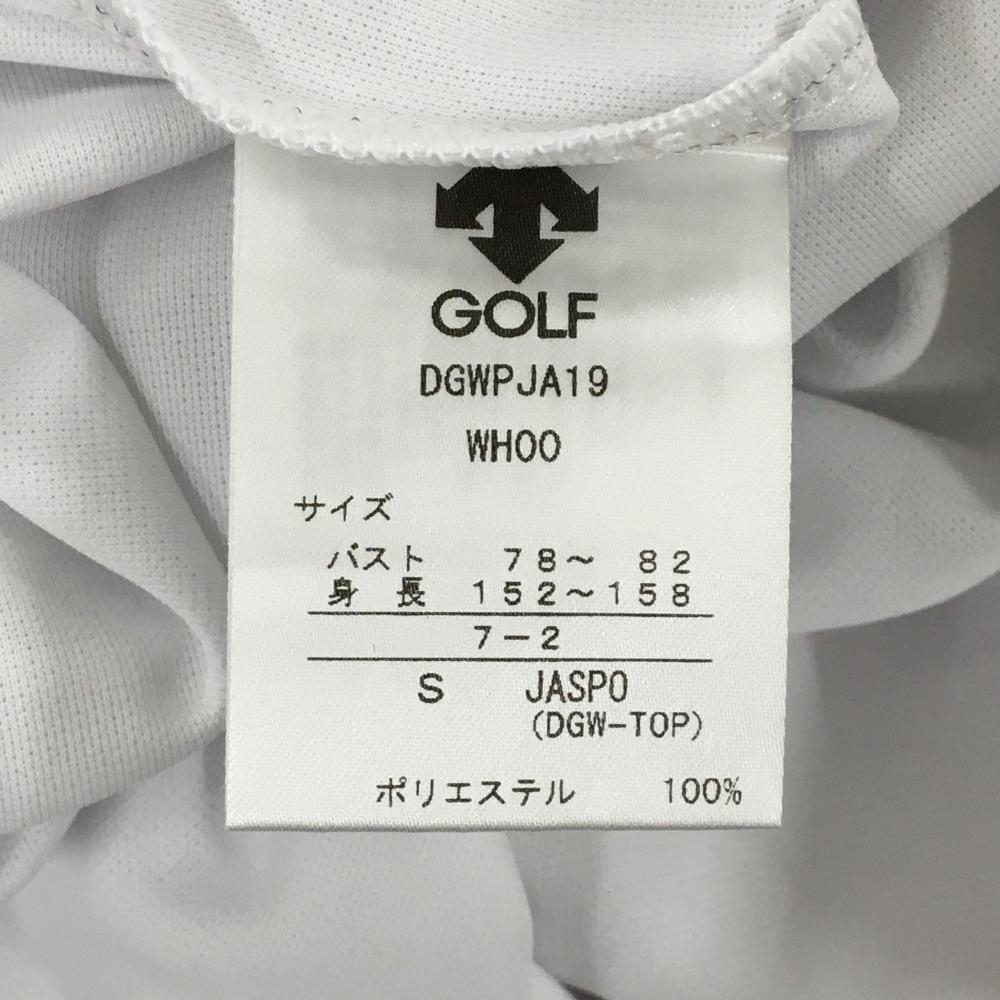 GOLF
DGWPJA19
WH00
サイズ
バスト　７８～　８２
身　長　１５２～１５８
７－２
S　JASPO
(DGW-TOP)
ポリエステル　100%